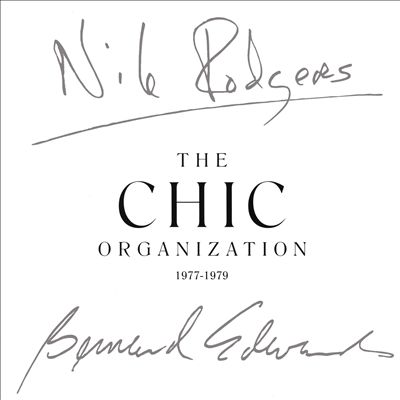 Nile Rodgers
THE
CHIC
ORGANIZATION
1977-1979
Bernard Edwards